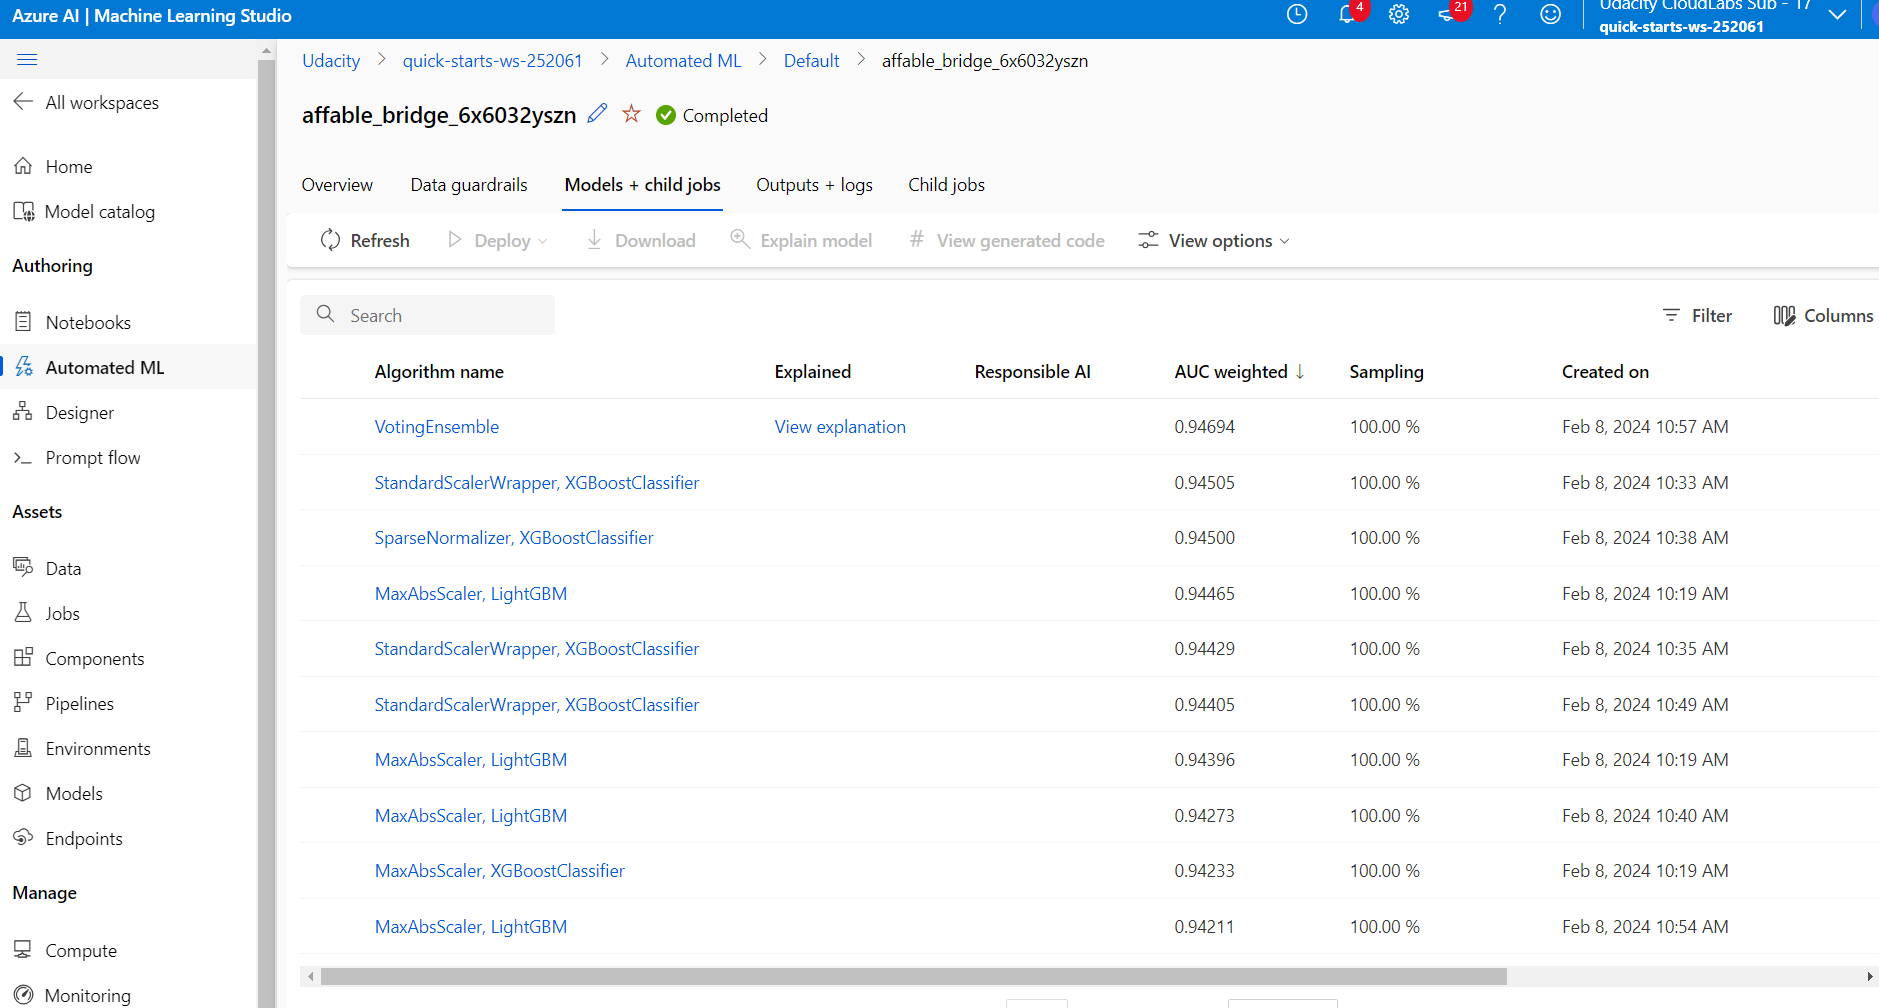 Azure AI | Machine Learning Studio
4
21
Udacity CloudLabs Sub - 17
quick-starts-ws-252061
All workspaces
Home
Model catalog
Authoring
Notebooks
Automated ML
Designer
Prompt flow
Assets
Data
Jobs
Components
Pipelines
Environments
Models
Endpoints
Manage
Compute
Monitoring
Udacity > quick-starts-ws-252061 > Automated ML > Default > affable_bridge_6x6032yszn
affable_bridge_6x6032yszn Completed
Overview Data guardrails Models + child jobs Outputs + logs Child jobs
Refresh Deploy Download Explain model # View generated code View options
Search Filter Columns
Algorithm name Explained Responsible AI AUC weighted ↓ Sampling Created on
VotingEnsemble View explanation 0.94694 100.00 % Feb 8, 2024 10:57 AM
StandardScalerWrapper, XGBoostClassifier 0.94505 100.00 % Feb 8, 2024 10:33 AM
SparseNormalizer, XGBoostClassifier 0.94500 100.00 % Feb 8, 2024 10:38 AM
MaxAbsScaler, LightGBM 0.94465 100.00 % Feb 8, 2024 10:19 AM
StandardScalerWrapper, XGBoostClassifier 0.94429 100.00 % Feb 8, 2024 10:35 AM
StandardScalerWrapper, XGBoostClassifier 0.94405 100.00 % Feb 8, 2024 10:49 AM
MaxAbsScaler, LightGBM 0.94396 100.00 % Feb 8, 2024 10:19 AM
MaxAbsScaler, LightGBM 0.94273 100.00 % Feb 8, 2024 10:40 AM
MaxAbsScaler, XGBoostClassifier 0.94233 100.00 % Feb 8, 2024 10:19 AM
MaxAbsScaler, LightGBM 0.94211 100.00 % Feb 8, 2024 10:54 AM